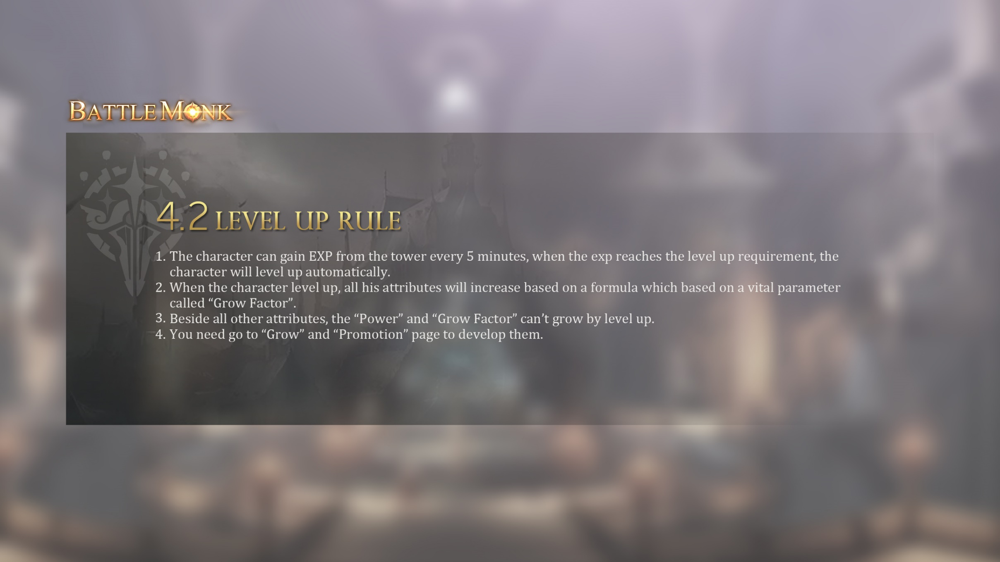 BATTLE MONK
4.2 LEVEL UP RULE
1. The character can gain EXP from the tower every 5 minutes, when the exp reaches the level up requirement, the
character will level up automatically.
2. When the character level up, all his attributes will increase based on a formula which based on a vital parameter
called “Grow Factor”.
3. Beside all other attributes, the “Power” and “Grow Factor” can’t grow by level up.
4. You need go to “Grow” and “Promotion” page to develop them.